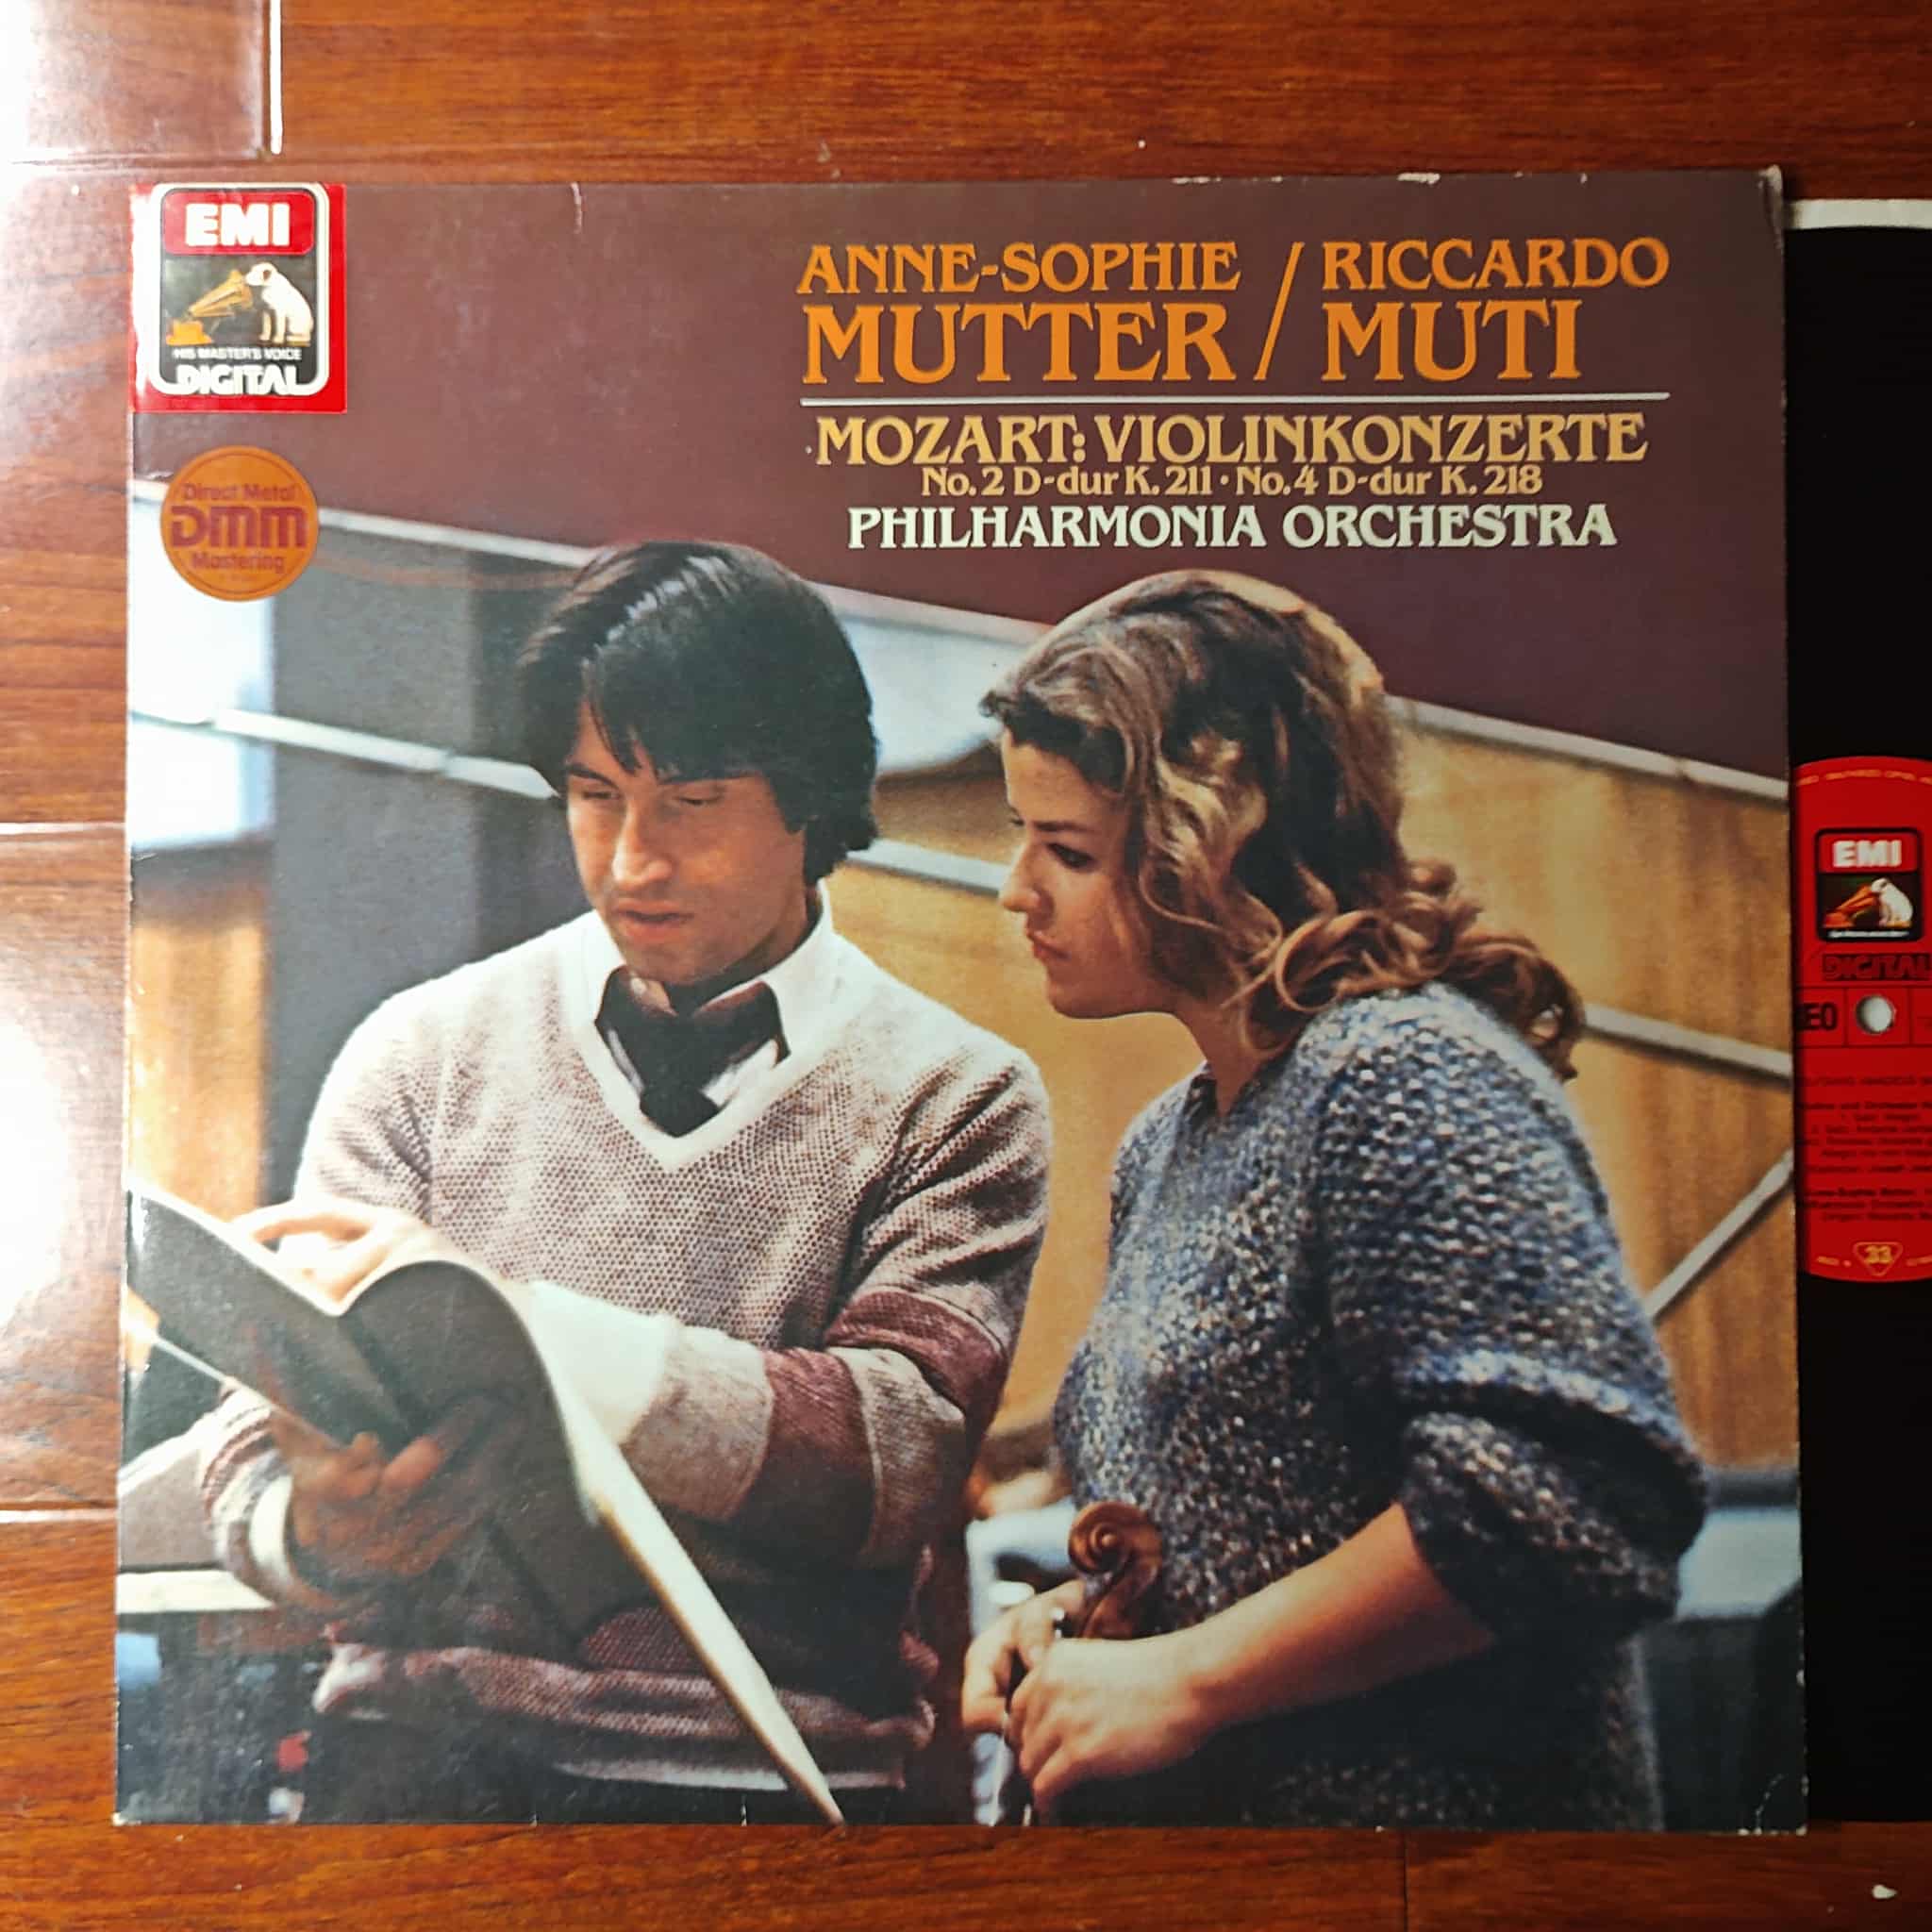 EMI
HIS MASTER'S VOICE
DIGITAL
ANNE-SOPHIE / RICCARDO
MUTTER / MUTI
MOZART: VIOLINKONZERTE
No. 2 D-dur K. 211 · No. 4 D-dur K. 218
PHILHARMONIA ORCHESTRA
Direct Metal
DMM
Mastering
EMI
DIGITAL
EO
33